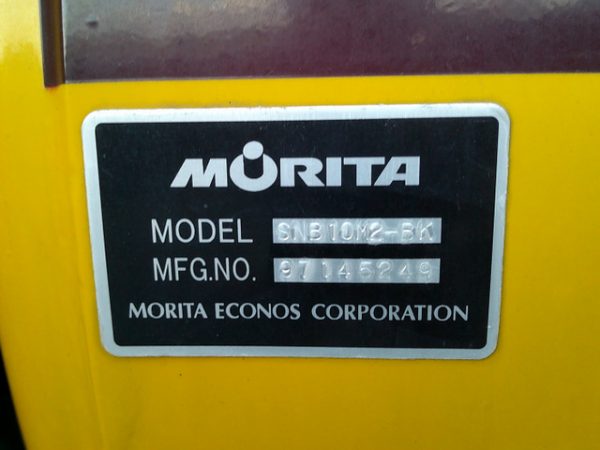 MORITA
MODEL SNB10M2-BK
MFG.NO. 97145249
MORITA ECONOS CORPORATION